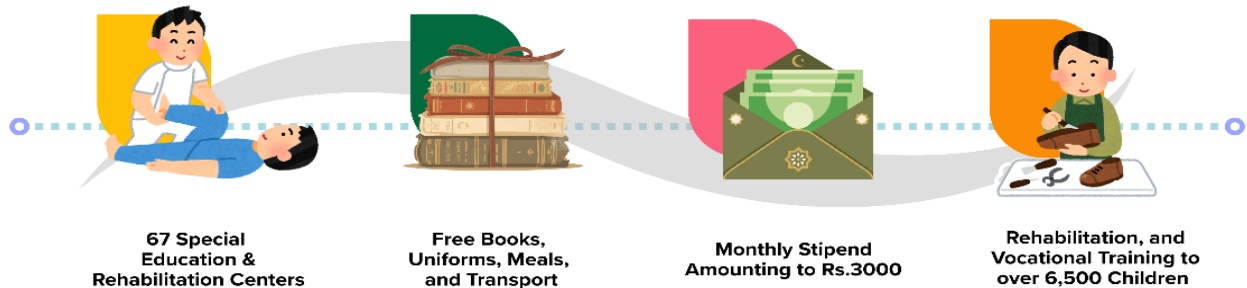 67 Special
Education &
Rehabilitation Centers
Free Books,
Uniforms, Meals,
and Transport
Monthly Stipend
Amounting to Rs.3000
Rehabilitation, and
Vocational Training to
over 6,500 Children